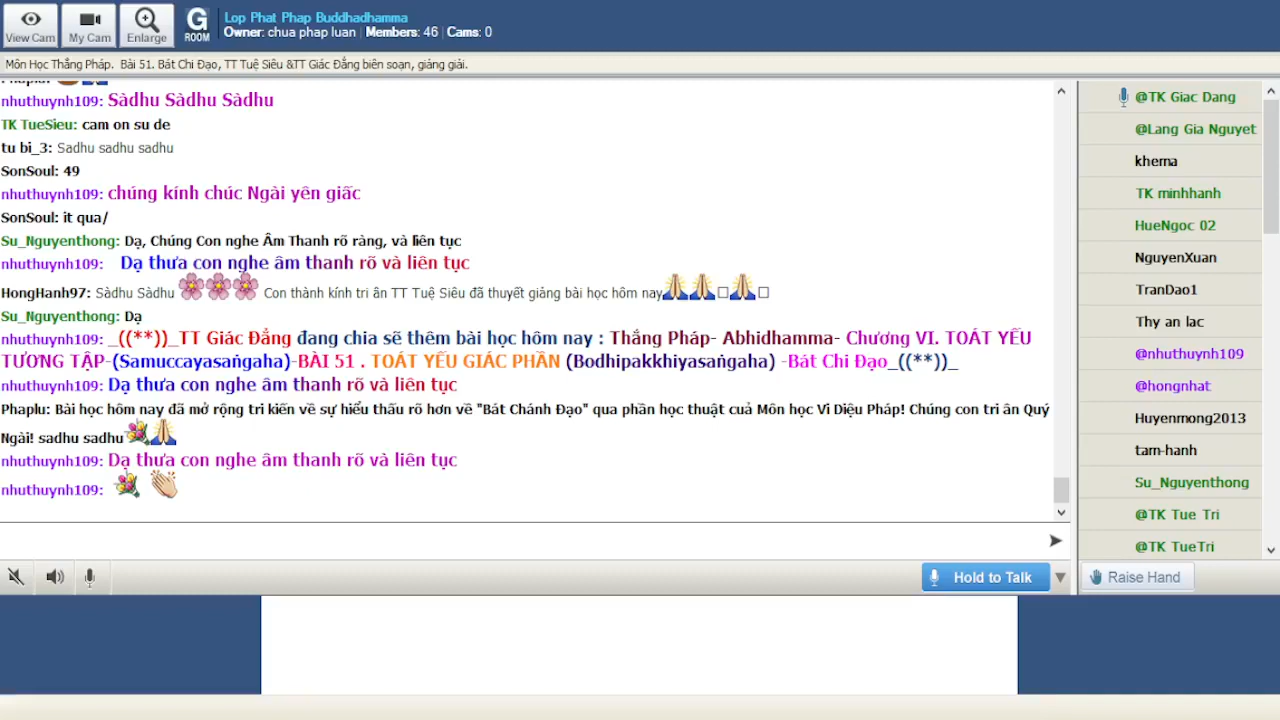 View Cam
My Cam
Enlarge
G
ROOM
Lop Phat Phap Buddhadhamma
Owner: chua phap luan | Members: 46 | Cams: 0
Môn Học Thắng Pháp. Bài 51. Bát Chi Đạo, TT Tuệ Siêu &TT Giác Đẳng biên soạn, giảng giải.
nhuthuynh109: Sàdhu Sàdhu Sàdhu
TK TueSieu: cam on su de
tu bi_3: Sadhu sadhu sadhu
SonSoul: 49
nhuthuynh109: chúng kính chúc Ngài yên giấc
SonSoul: it qua/
Su_Nguyenthong: Dạ, Chúng Con nghe Âm Thanh rõ ràng, và liên tục
nhuthuynh109: Dạ thưa con nghe âm thanh rõ và liên tục
HongHanh97: Sàdhu Sàdhu Con thành kính tri ân TT Tuệ Siêu đã thuyết giảng bài học hôm nay
Su_Nguyenthong: Dạ
nhuthuynh109: _((**))_TT Giác Đẳng đang chia sẽ thêm bài học hôm nay : Thắng Pháp- Abhidhamma- Chương VI. TOÁT YẾU
TƯƠNG TẬP-(Samuccayasaṅgaha)-BÀI 51 . TOÁT YẾU GIÁC PHẦN (Bodhipakkhiyasaṅgaha) -Bát Chi Đạo_((**))_
nhuthuynh109: Dạ thưa con nghe âm thanh rõ và liên tục
Phaplu: Bài học hôm nay đã mở rộng tri kiến về sự hiểu thấu rõ hơn về "Bát Chánh Đạo" qua phần học thuật cuả Môn học Vi Diệu Pháp! Chúng con tri ân Quý
Ngài! sadhu sadhu
nhuthuynh109: Dạ thưa con nghe âm thanh rõ và liên tục
nhuthuynh109:
@TK Giac Dang
@Lang Gia Nguyet
khema
TK minhhanh
HueNgoc 02
NguyenXuan
TranDao1
Thy an lac
@nhuthuynh109
@hongnhat
Huyenmong2013
tam-hanh
Su_Nguyenthong
@TK Tue Tri
@TK TueTri
Hold to Talk
Raise Hand